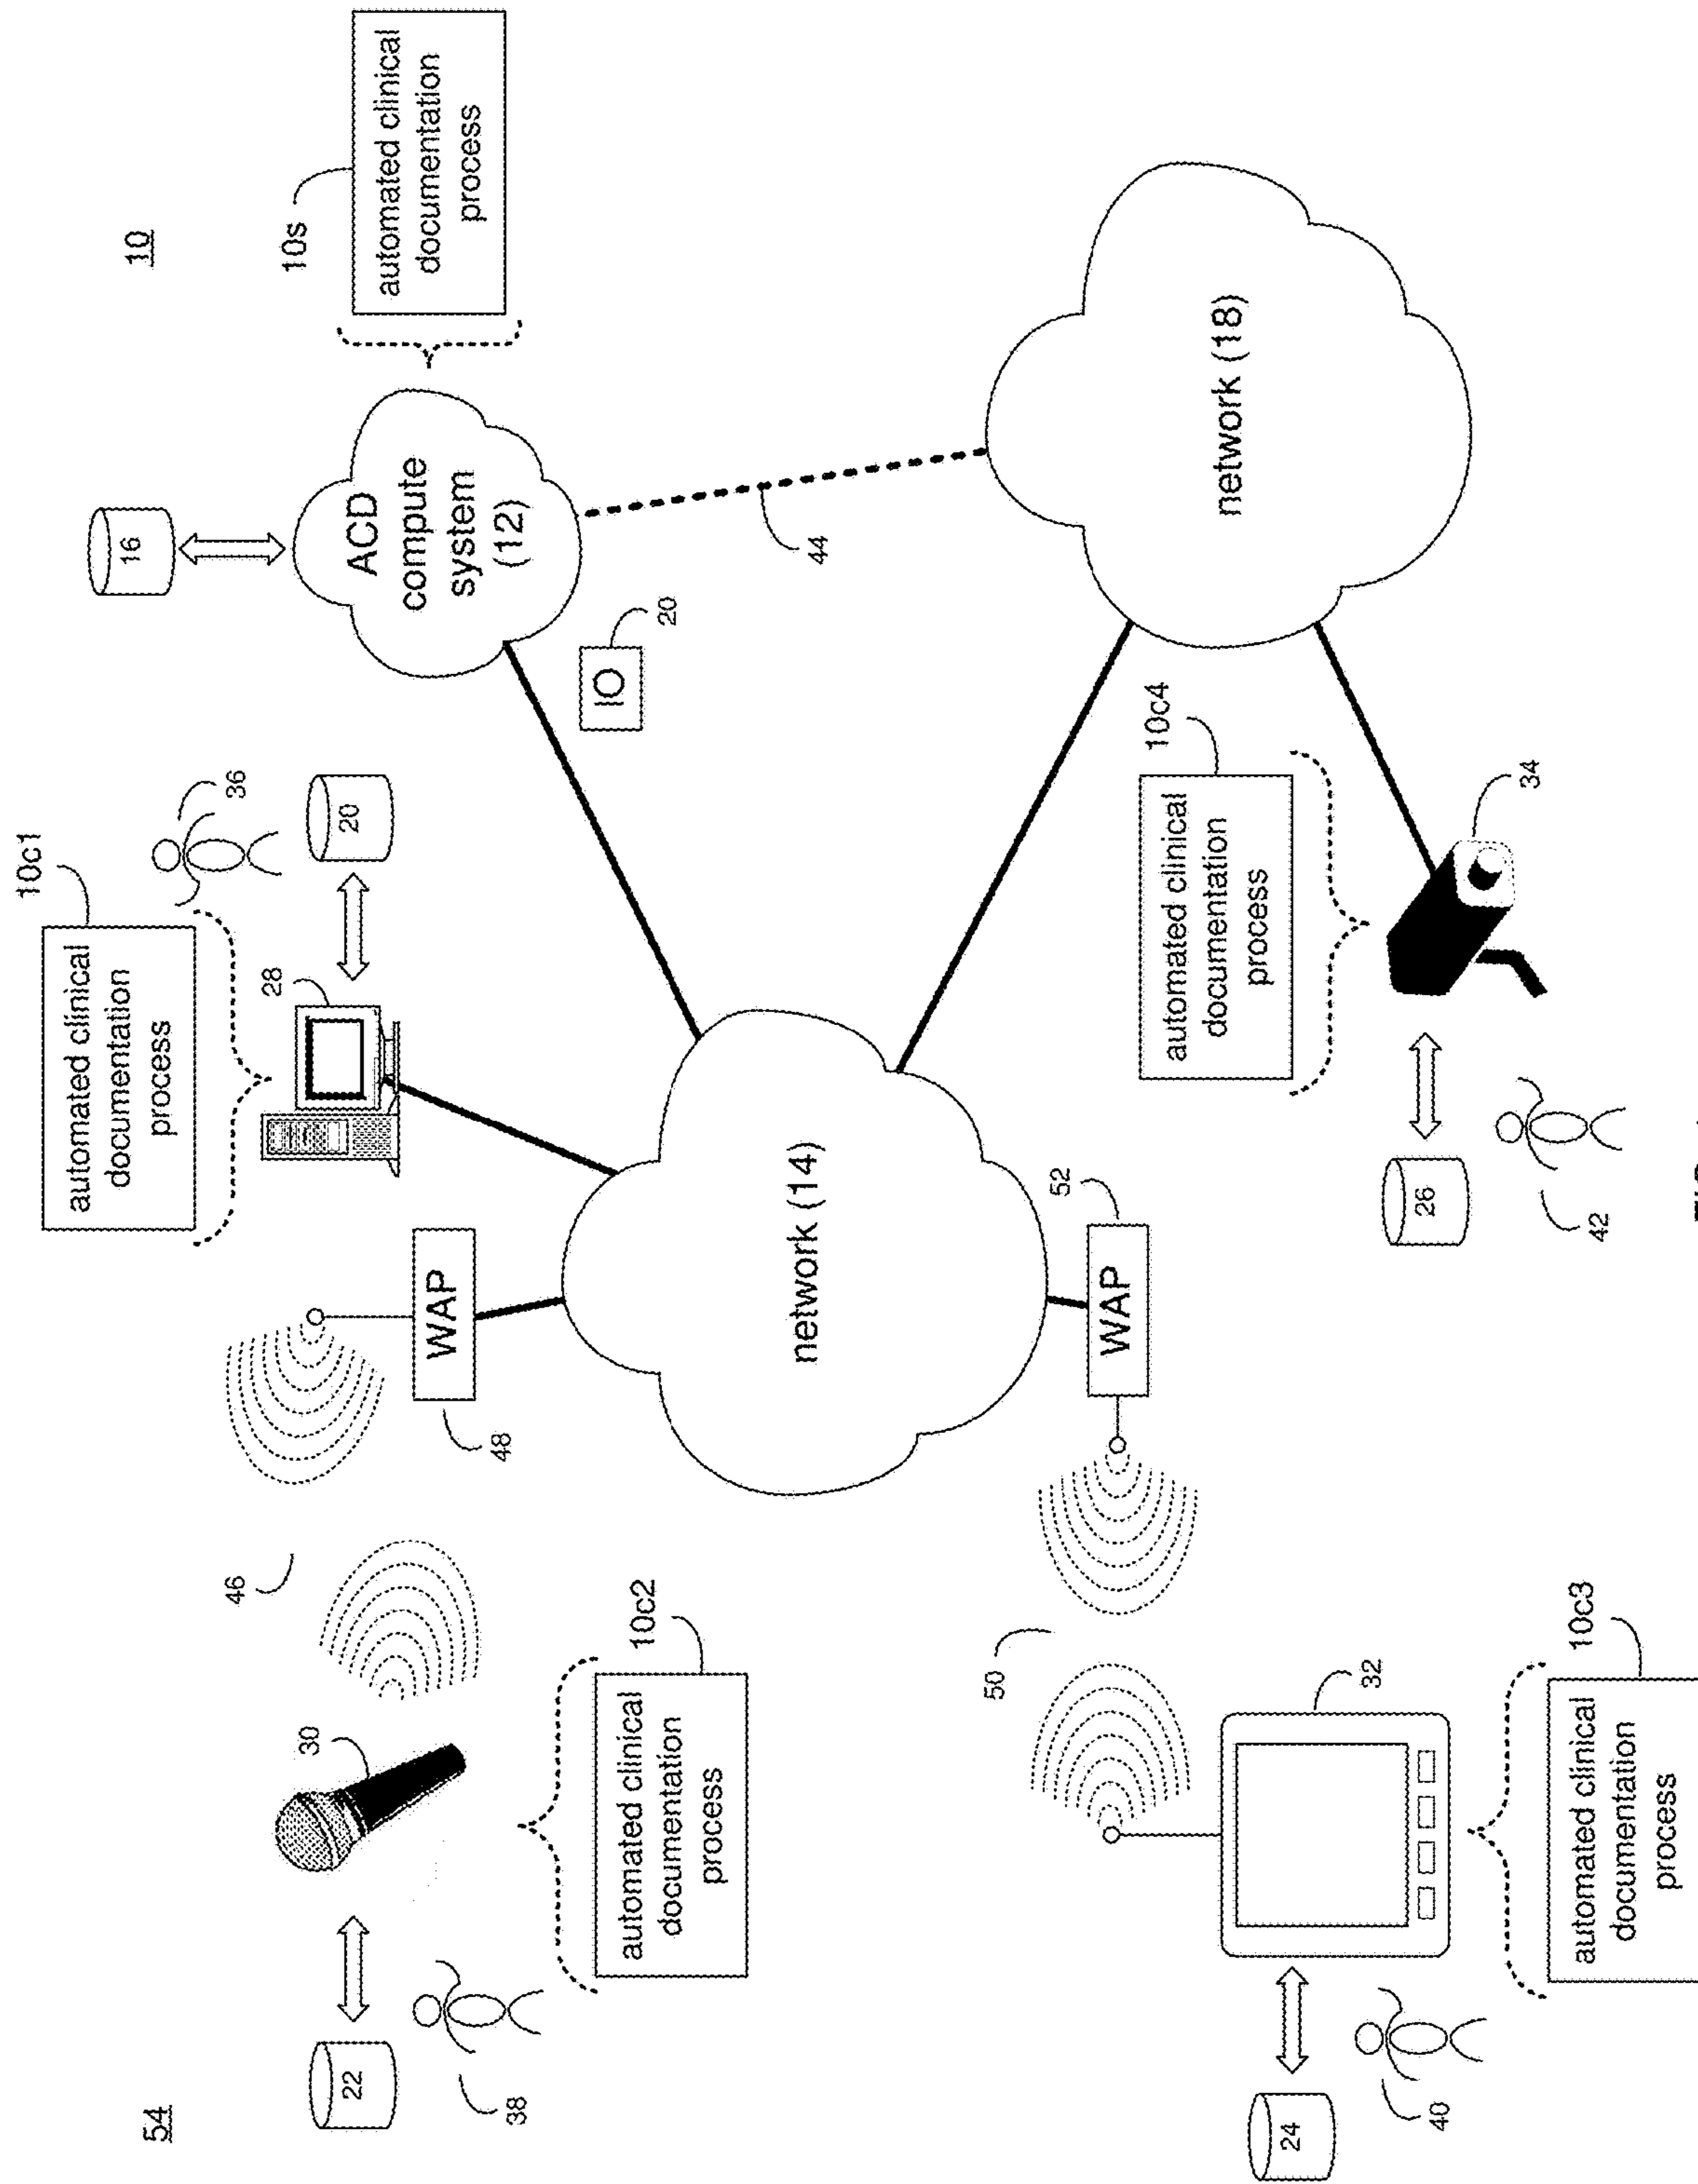 54
10
22
38
30
automated clinical
documentation
process
10c2
46
48
WAP
automated clinical
documentation
process
10c1
28
36
20
16
ACD
compute
system
(12)
10s
automated clinical
documentation
process
IO
20
44
network (14)
network (18)
24
40
32
automated clinical
documentation
process
10c3
50
WAP
52
26
42
automated clinical
documentation
process
10c4
34